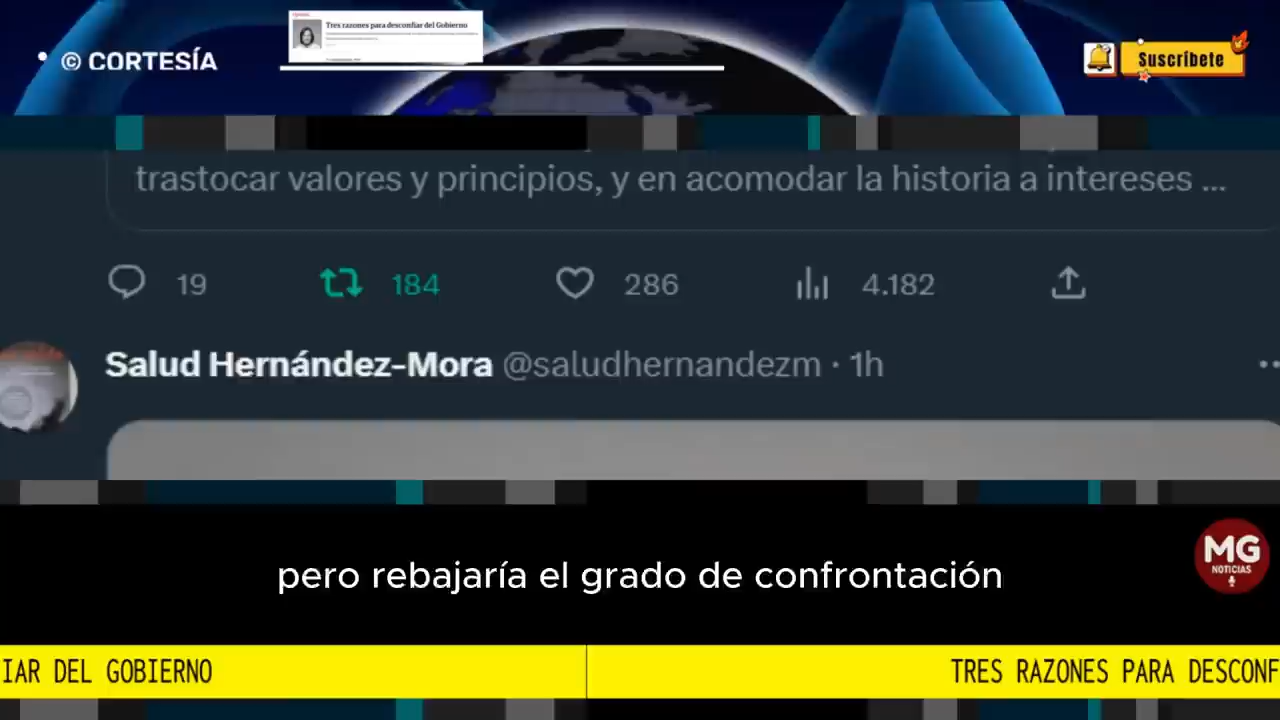 Tres razones para desconfiar del Gobierno
© CORTESÍA
Suscríbete
trastocar valores y principios, y en acomodar la historia a intereses ...
19 184 286 4.182
Salud Hernández-Mora @saludhernandezm · 1h
pero rebajaría el grado de confrontación
MG
NOTICIAS
IAR DEL GOBIERNO TRES RAZONES PARA DESCONF